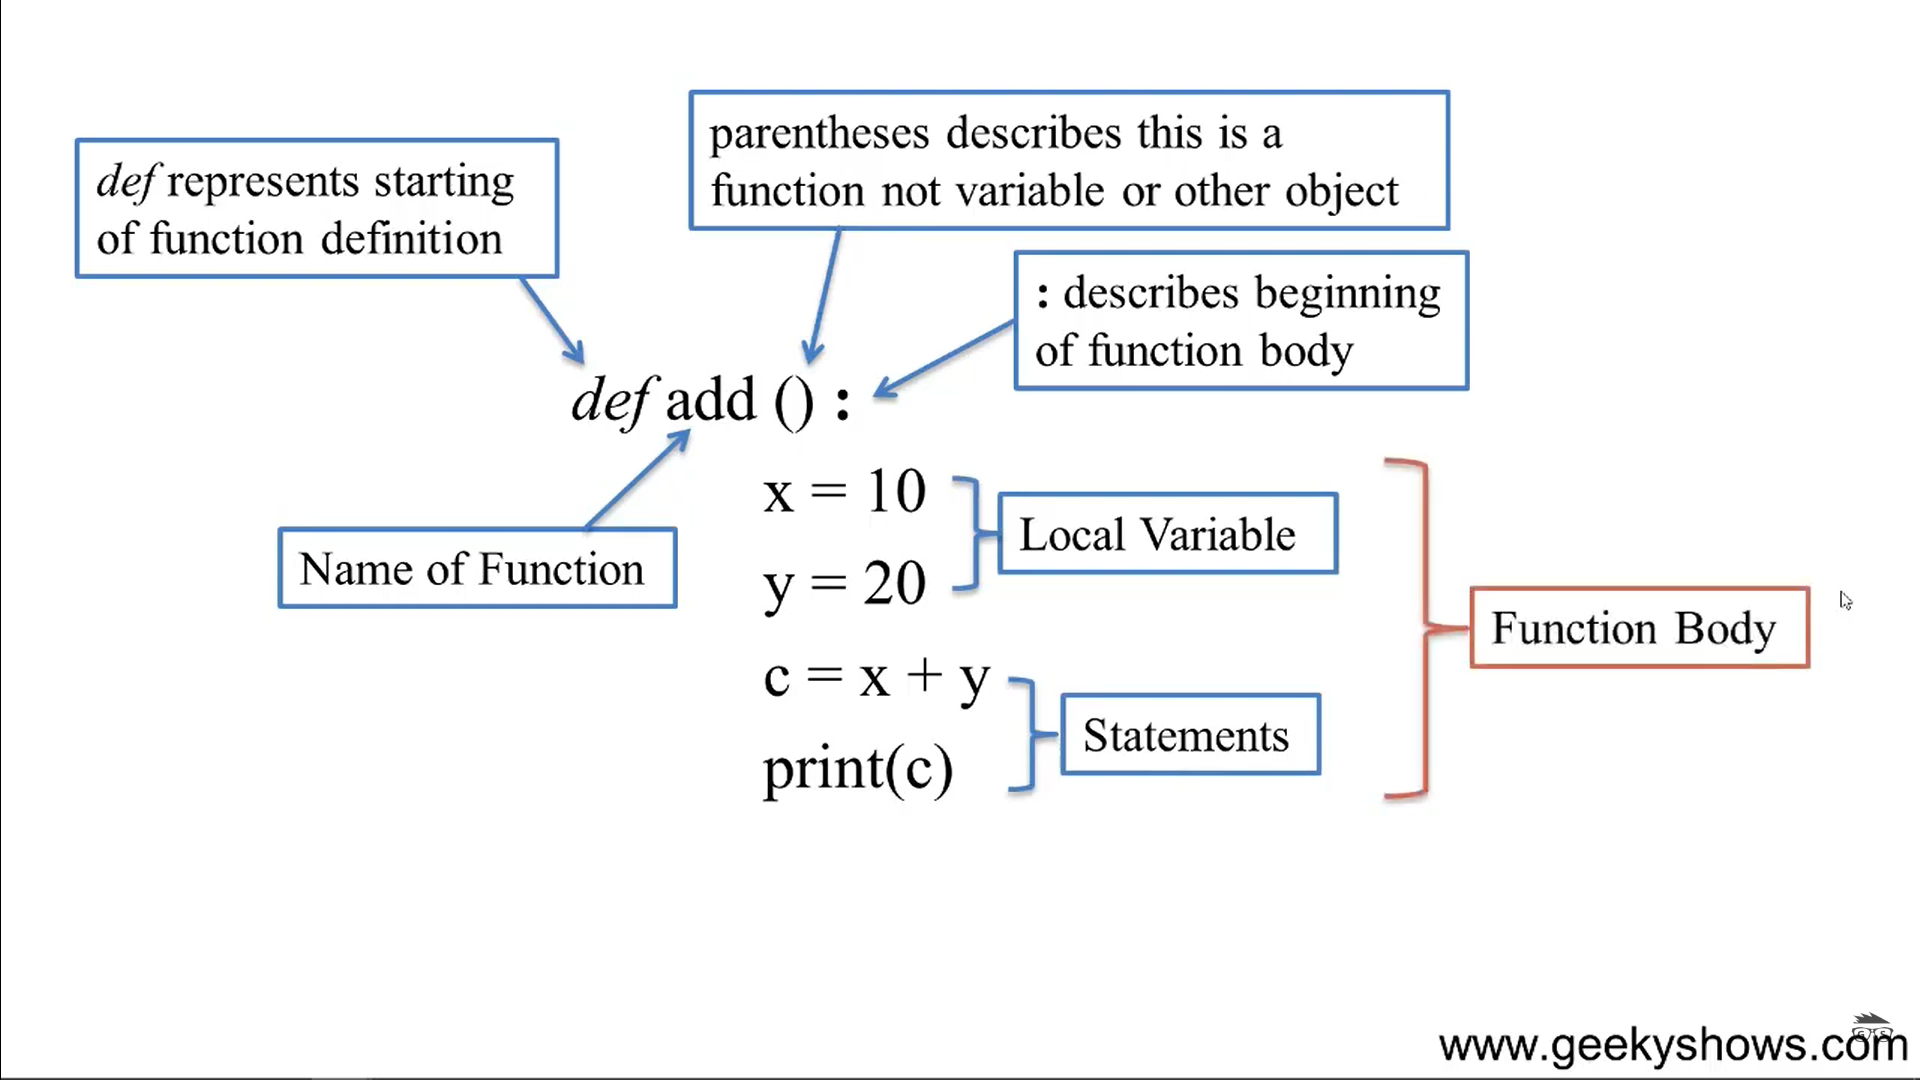 parentheses describes this is a
function not variable or other object
def represents starting
of function definition
: describes beginning
of function body
def add () :
x = 10
Local Variable
Name of Function
y = 20
Function Body
c = x + y
Statements
print(c)
www.geekyshows.com